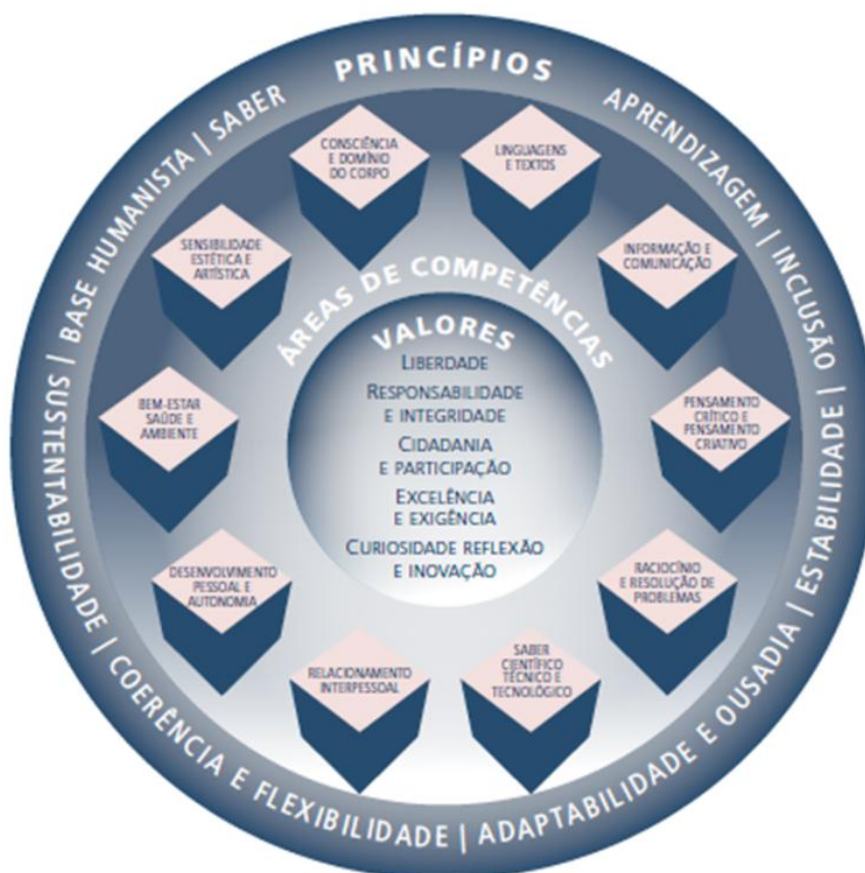 PRINCÍPIOS
BASE HUMANISTA | SABER
APRENDIZAGEM | INCLUSÃO | ESTABILIDADE |
ADAPTABILIDADE E OUSADIA |
COERÊNCIA E FLEXIBILIDADE |
SUSTENTABILIDADE |
ÁREAS DE COMPETÊNCIAS
LINGUAGENS
E TEXTOS
INFORMAÇÃO E
COMUNICAÇÃO
PENSAMENTO
CRÍTICO E
PENSAMENTO
CRIATIVO
RACIOCÍNIO
E RESOLUÇÃO DE
PROBLEMAS
SABER
CIENTÍFICO
TÉCNICO E
TECNOLÓGICO
RELACIONAMENTO
INTERPESSOAL
DESENVOLVIMENTO
PESSOAL E
AUTONOMIA
BEM-ESTAR
SAÚDE E
AMBIENTE
SENSIBILIDADE
ESTÉTICA E
ARTÍSTICA
CONSCIÊNCIA
E DOMÍNIO
DO CORPO
VALORES
LIBERDADE
RESPONSABILIDADE
E INTEGRIDADE
CIDADANIA
E PARTICIPAÇÃO
EXCELÊNCIA
E EXIGÊNCIA
CURIOSIDADE REFLEXÃO
E INOVAÇÃO